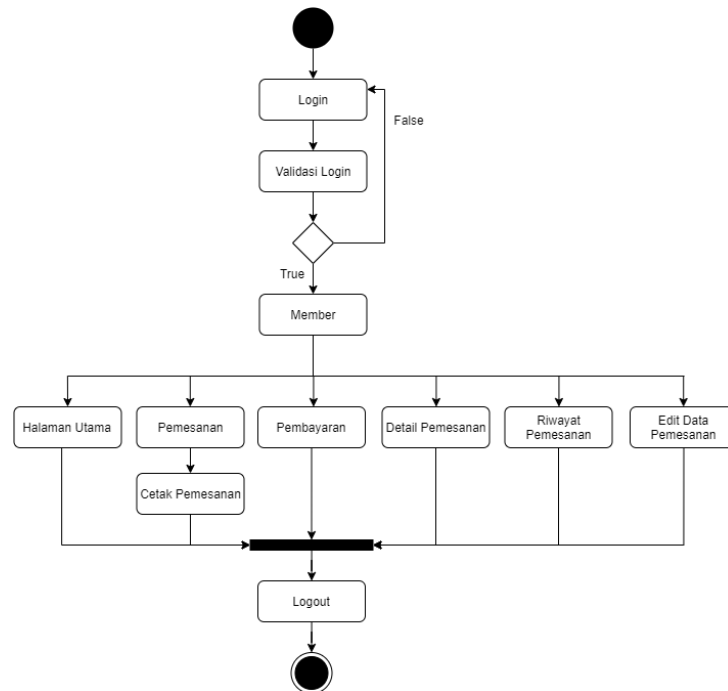 Login
False
Validasi Login
True
Member
Halaman Utama
Pemesanan
Pembayaran
Detail Pemesanan
Riwayat
Pemesanan
Edit Data
Pemesanan
Cetak Pemesanan
Logout